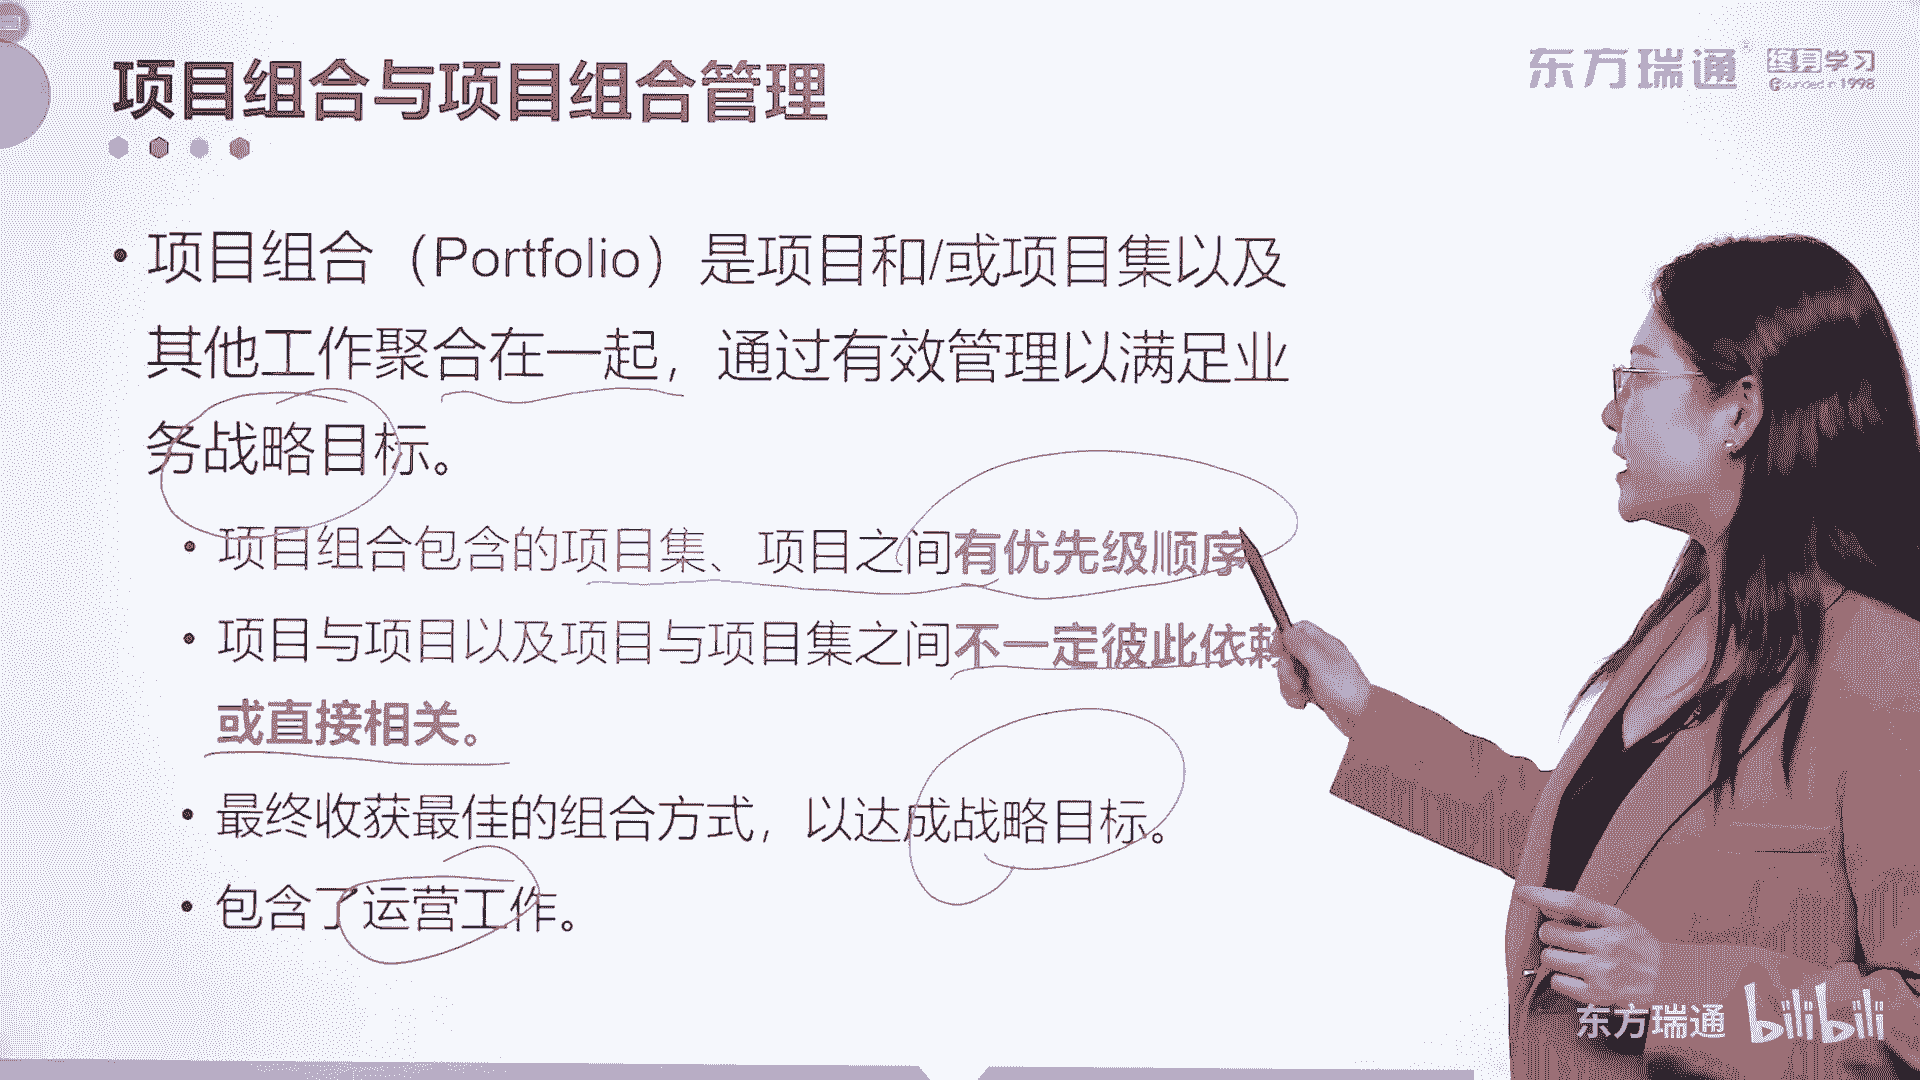 项目组合与项目组合管理
东方瑞通
终身学习
Founded in 1998
• 项目组合（Portfolio）是项目和/或项目集以及
其他工作聚合在一起，通过有效管理以满足业
务战略目标。
• 项目组合包含的项目集、项目之间有优先级顺序
• 项目与项目以及项目与项目集之间不一定彼此依赖
或直接相关。
• 最终收获最佳的组合方式，以达成战略目标。
• 包含了运营工作。
东方瑞通 bilibili